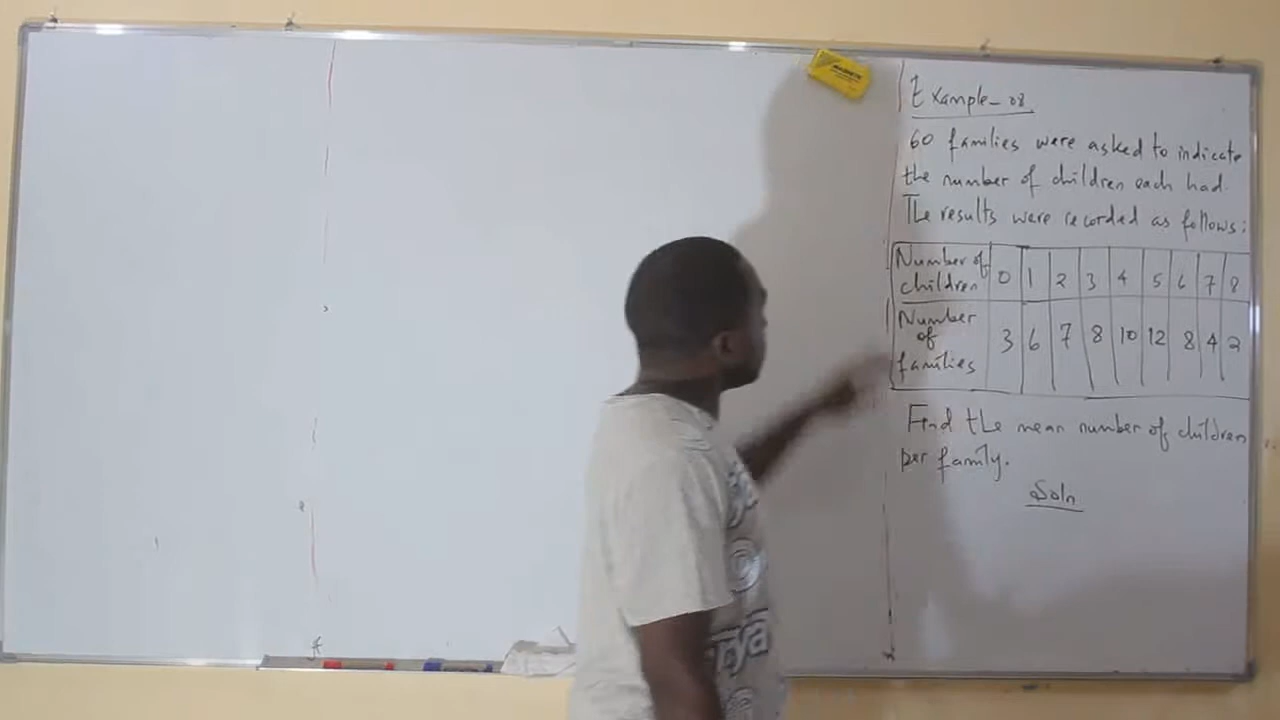 Example-08
60 families were asked to indicate
the number of children each had.
The results were recorded as follows:
Number of children 0 1 2 3 4 5 6 7 8
Number of families 3 6 7 8 10 12 8 4 2
Find the mean number of children
per family.
Soln